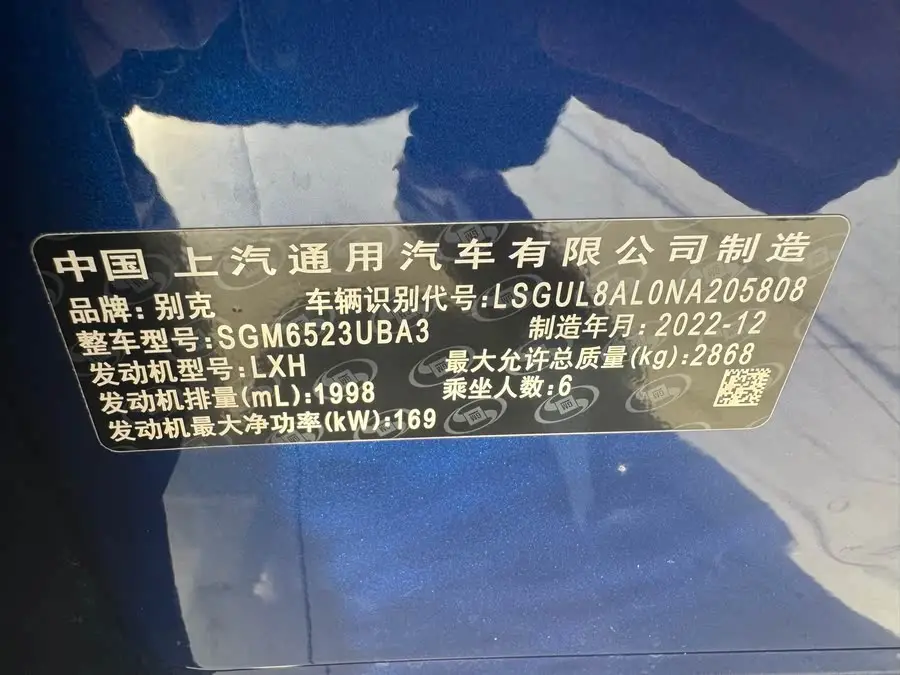 中国 上汽通用汽车有限公司制造
品牌:别克 车辆识别代号:LSGUL8AL0NA205808
整车型号:SGM6523UBA3 制造年月:2022-12
发动机型号:LXH 最大允许总质量(kg):2868
发动机排量(mL):1998 乘坐人数:6
发动机最大净功率(kW):169